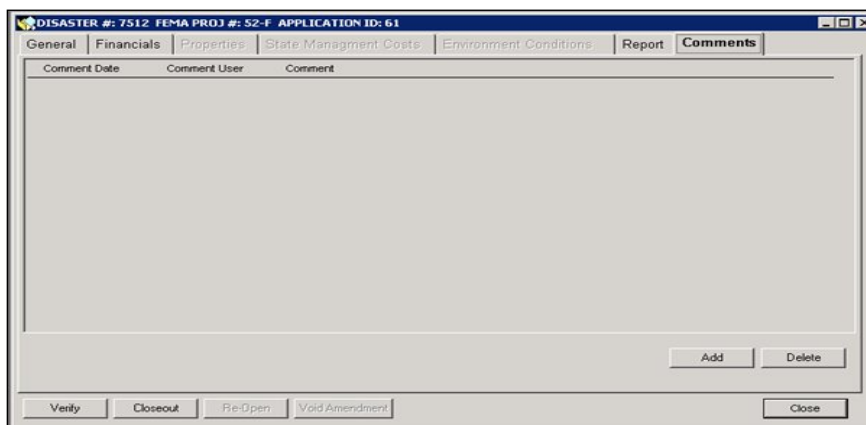 DISASTER #: 7512 FEMA PROJ #: 52-F APPLICATION ID: 61
General Financials Properties State Managment Costs Environment Conditions Report Comments
Comment Date Comment User Comment
Add Delete
Verify Closeout Re-Open Void Amendment Close